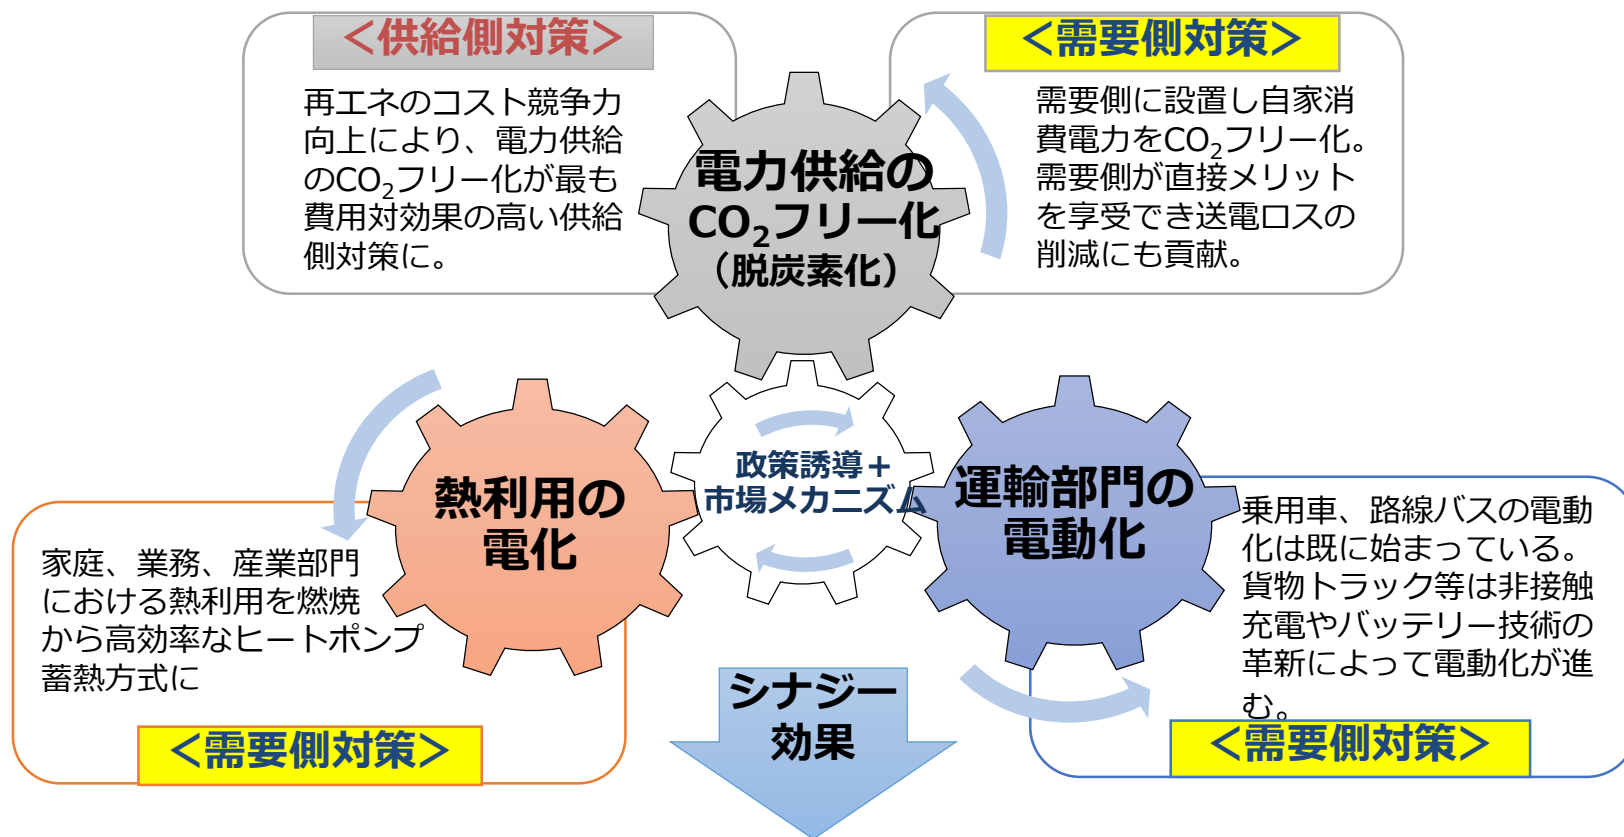 ＜供給側対策＞
再エネのコスト競争力
向上により、電力供給
のCO₂フリー化が最も
費用対効果の高い供給
側対策に。
＜需要側対策＞
需要側に設置し自家消
費電力をCO₂フリー化。
需要側が直接メリット
を享受でき送電ロスの
削減にも貢献。
電力供給の
CO₂フリー化
（脱炭素化）
熱利用の
電化
政策誘導＋
市場メカニズム
運輸部門の
電動化
家庭、業務、産業部門
における熱利用を燃焼
から高効率なヒートポンプ
蓄熱方式に
＜需要側対策＞
乗用車、路線バスの電動
化は既に始まっている。
貨物トラック等は非接触
充電やバッテリー技術の
革新によって電動化が進
む。
＜需要側対策＞
シナジー
効果